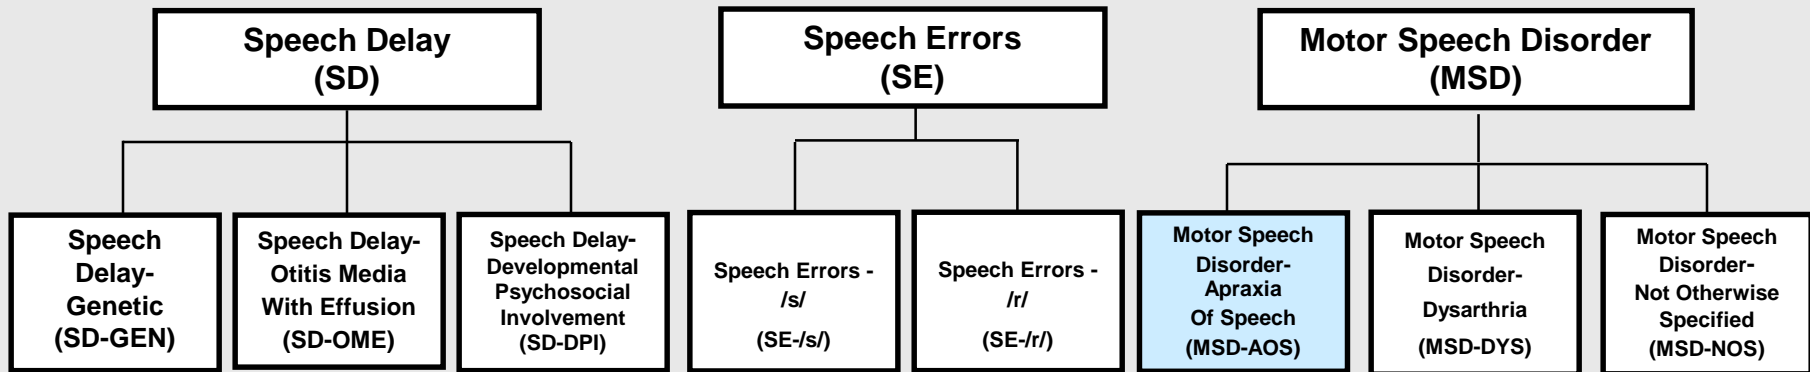 Speech Delay
(SD)
Speech Errors
(SE)
Motor Speech Disorder
(MSD)
Speech
Delay-
Genetic
(SD-GEN)
Speech Delay-
Otitis Media
With Effusion
(SD-OME)
Speech Delay-
Developmental
Psychosocial
Involvement
(SD-DPI)
Speech Errors -
/s/
(SE-/s/)
Speech Errors -
/r/
(SE-/r/)
Motor Speech
Disorder-
Apraxia
Of Speech
(MSD-AOS)
Motor Speech
Disorder-
Dysarthria
(MSD-DYS)
Motor Speech
Disorder-
Not Otherwise
Specified
(MSD-NOS)